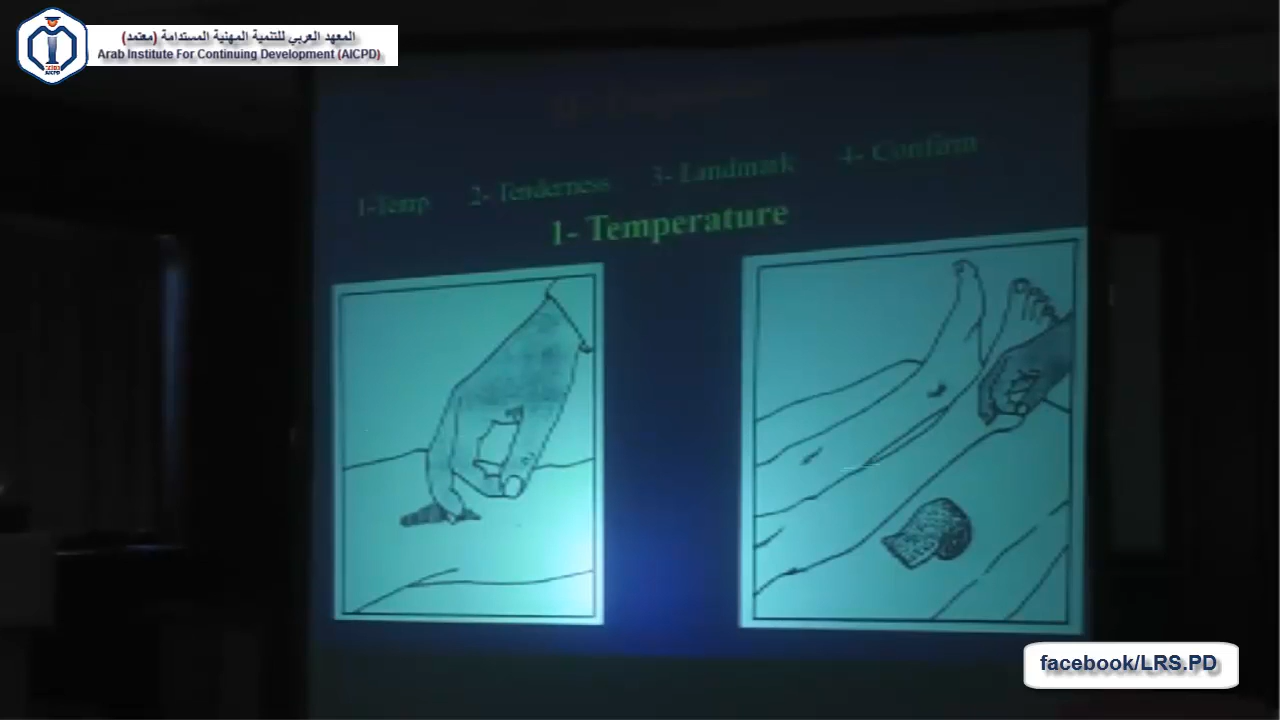 المعهد العربي للتنمية المهنية المستدامة (معتمد)
Arab Institute For Continuing Development (AICPD)
AICPD
1-Temp 2- Tenderness 3- Landmark 4- Confirm
1- Temperature
facebook/LRS.PD